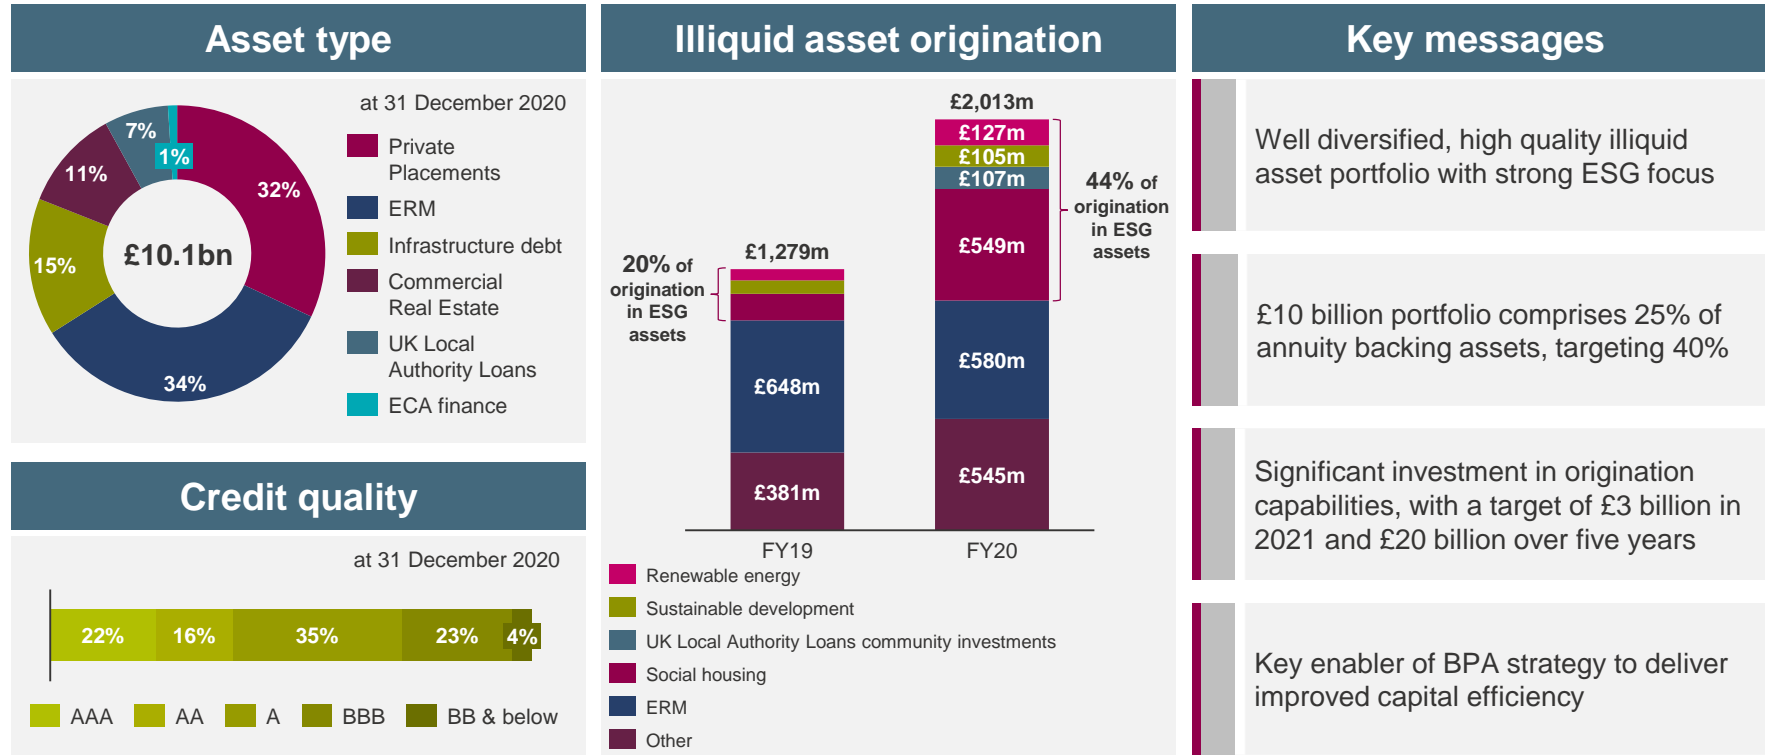 Asset type
at 31 December 2020
7%
1%
11%
32%
15%
£10.1bn
34%
Private
Placements
ERM
Infrastructure debt
Commercial
Real Estate
UK Local
Authority Loans
ECA finance
Credit quality
at 31 December 2020
22% 16% 35% 23% 4%
AAA AA A BBB BB & below
Illiquid asset origination
£2,013m
£127m
£105m
£107m
£549m
£580m
£545m
44% of
origination
in ESG
assets
£1,279m
20% of
origination
in ESG
assets
£648m
£381m
FY19 FY20
Renewable energy
Sustainable development
UK Local Authority Loans community investments
Social housing
ERM
Other
Key messages
Well diversified, high quality illiquid
asset portfolio with strong ESG focus
£10 billion portfolio comprises 25% of
annuity backing assets, targeting 40%
Significant investment in origination
capabilities, with a target of £3 billion in
2021 and £20 billion over five years
Key enabler of BPA strategy to deliver
improved capital efficiency